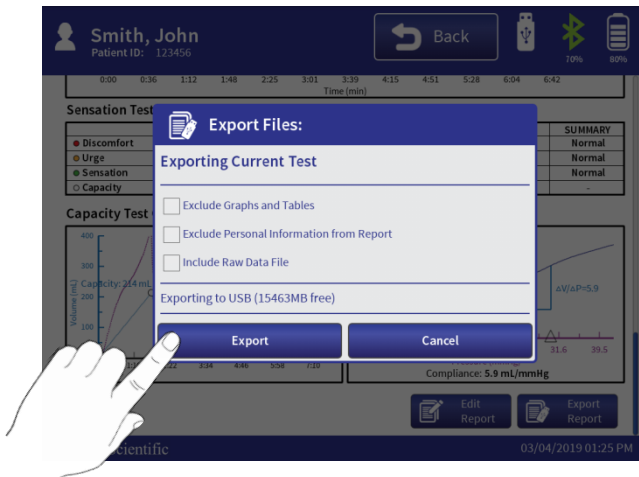 Smith, John
Patient ID: 123456
Back
70%
80%
0:00 0:36 1:12 1:48 2:25 3:01 3:39 4:15 4:51 5:28 6:04 6:42
Time (min)
Sensation Test
SUMMARY
Discomfort Normal
Urge Normal
Sensation Normal
Capacity -
Export Files:
Exporting Current Test
Exclude Graphs and Tables
Exclude Personal Information from Report
Include Raw Data File
Exporting to USB (15463MB free)
Export
Cancel
Capacity Test
Volume (mL)
400
300
Capacity: 214 mL
200
100
3:34 4:46 5:58 7:10
ΔV/ΔP=5.9
31.6 39.5
Compliance: 5.9 mL/mmHg
Edit
Report
Export
Report
03/04/2019 01:25 PM